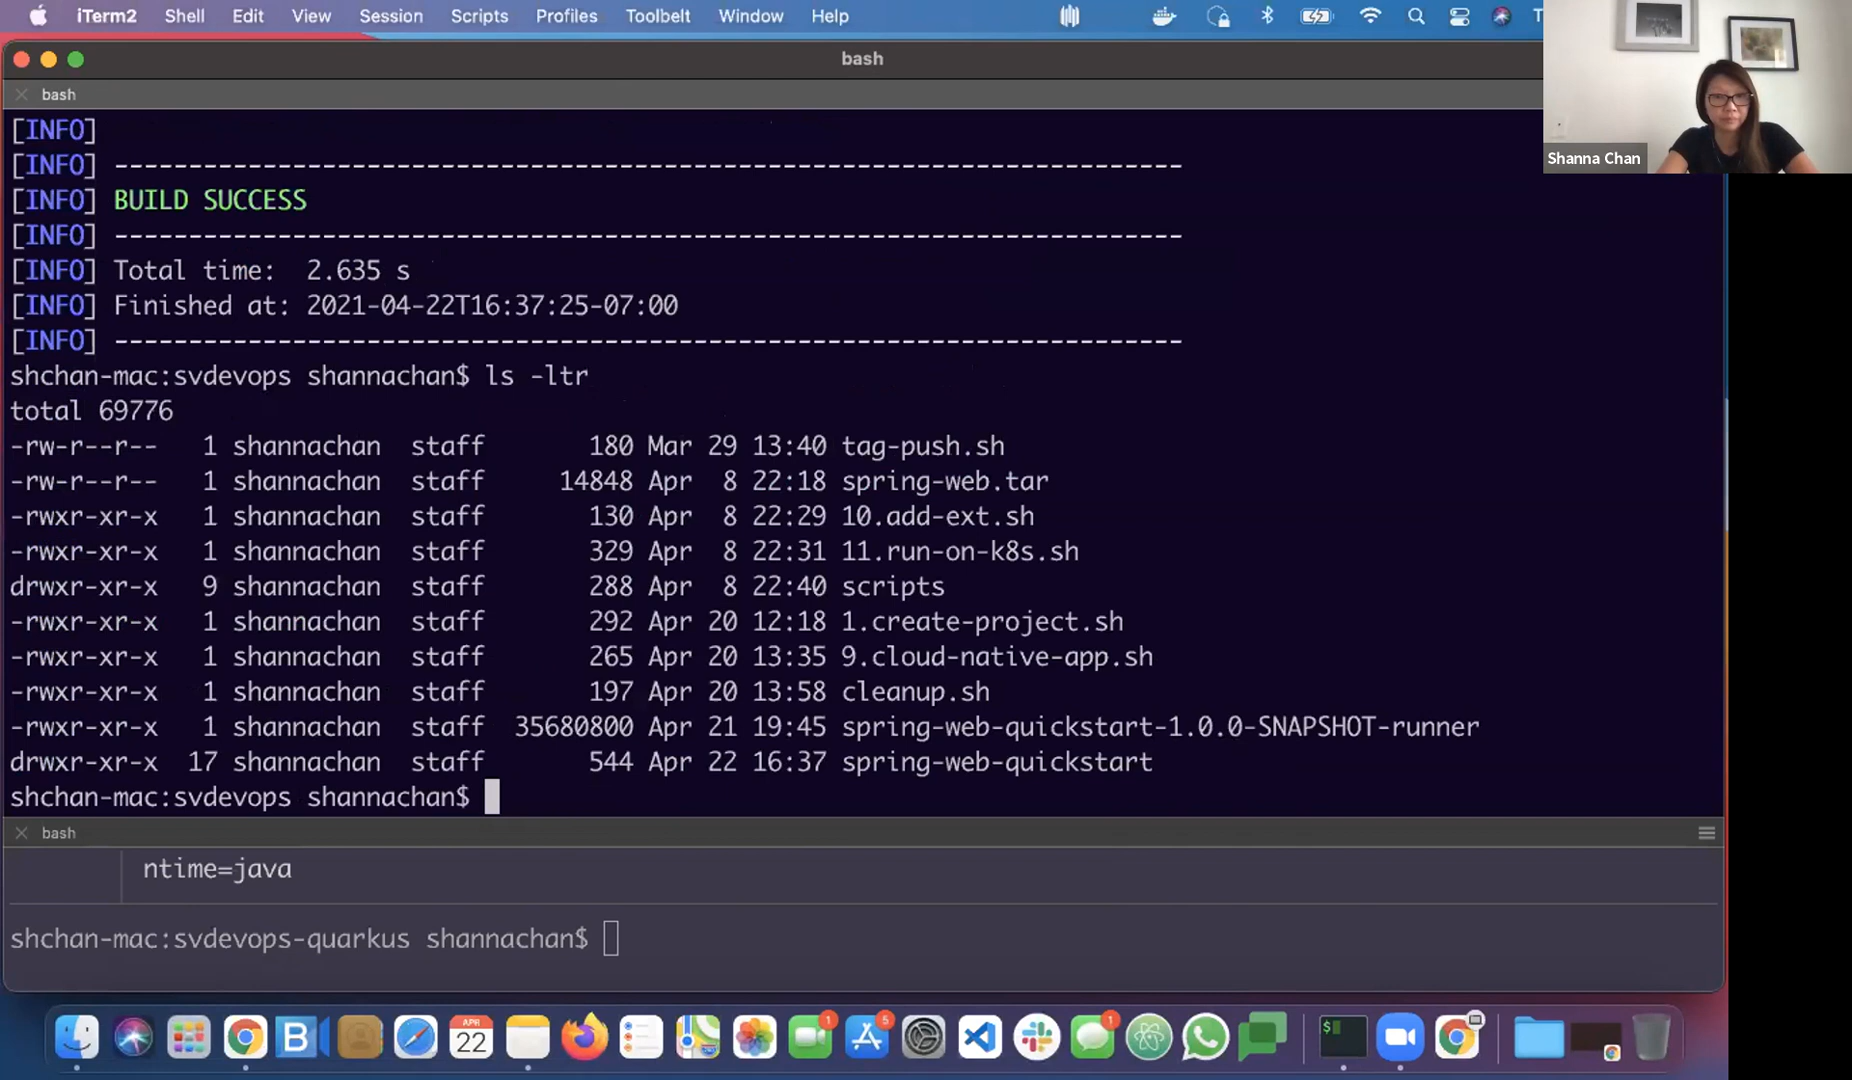 iTerm2 Shell Edit View Session Scripts Profiles Toolbelt Window Help
bash
bash
[INFO]
[INFO] ------------------------------------------------------------------------
[INFO] BUILD SUCCESS
[INFO] ------------------------------------------------------------------------
[INFO] Total time:  2.635 s
[INFO] Finished at: 2021-04-22T16:37:25-07:00
[INFO] ------------------------------------------------------------------------
shchan-mac:svdevops shannachan$ ls -ltr
total 69776
-rw-r--r--   1 shannachan  staff       180 Mar 29 13:40 tag-push.sh
-rw-r--r--   1 shannachan  staff     14848 Apr  8 22:18 spring-web.tar
-rwxr-xr-x   1 shannachan  staff       130 Apr  8 22:29 10.add-ext.sh
-rwxr-xr-x   1 shannachan  staff       329 Apr  8 22:31 11.run-on-k8s.sh
drwxr-xr-x   9 shannachan  staff       288 Apr  8 22:40 scripts
-rwxr-xr-x   1 shannachan  staff       292 Apr 20 12:18 1.create-project.sh
-rwxr-xr-x   1 shannachan  staff       265 Apr 20 13:35 9.cloud-native-app.sh
-rwxr-xr-x   1 shannachan  staff       197 Apr 20 13:58 cleanup.sh
-rwxr-xr-x   1 shannachan  staff  35680800 Apr 21 19:45 spring-web-quickstart-1.0.0-SNAPSHOT-runner
drwxr-xr-x  17 shannachan  staff       544 Apr 22 16:37 spring-web-quickstart
shchan-mac:svdevops shannachan$
bash
ntime=java
shchan-mac:svdevops-quarkus shannachan$
Shanna Chan
APR
22
1
5
1
$